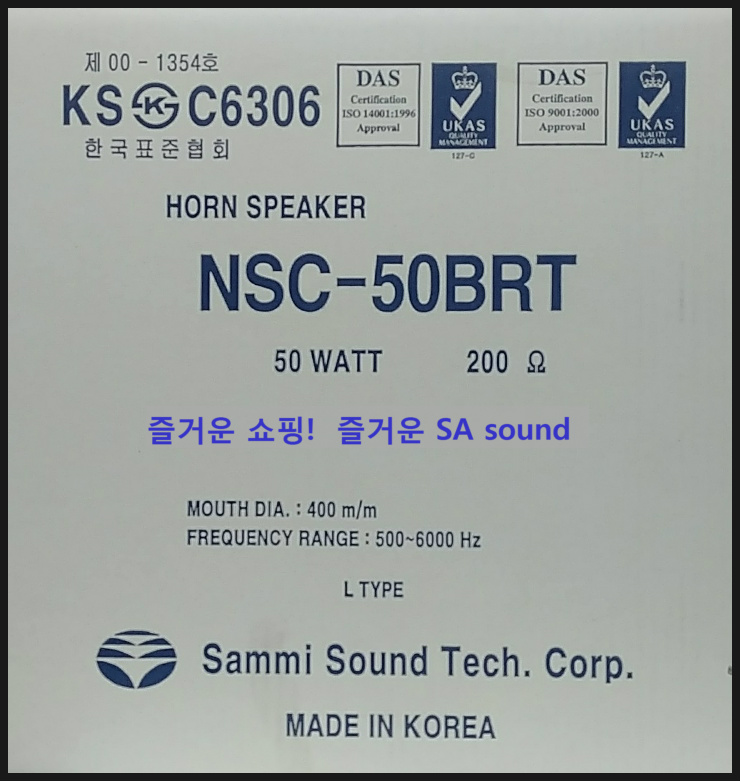 제 00 - 1354호
KS C6306
한국표준협회
DAS
Certification
ISO 14001:1996
Approval
UKAS
QUALITY
MANAGEMENT
127-G
DAS
Certification
ISO 9001:2000
Approval
UKAS
QUALITY
MANAGEMENT
127-A
HORN SPEAKER
NSC-50BRT
50 WATT 200 Ω
즐거운 쇼핑! 즐거운 SA sound
MOUTH DIA. : 400 m/m
FREQUENCY RANGE : 500~6000 Hz
L TYPE
Sammi Sound Tech. Corp.
MADE IN KOREA